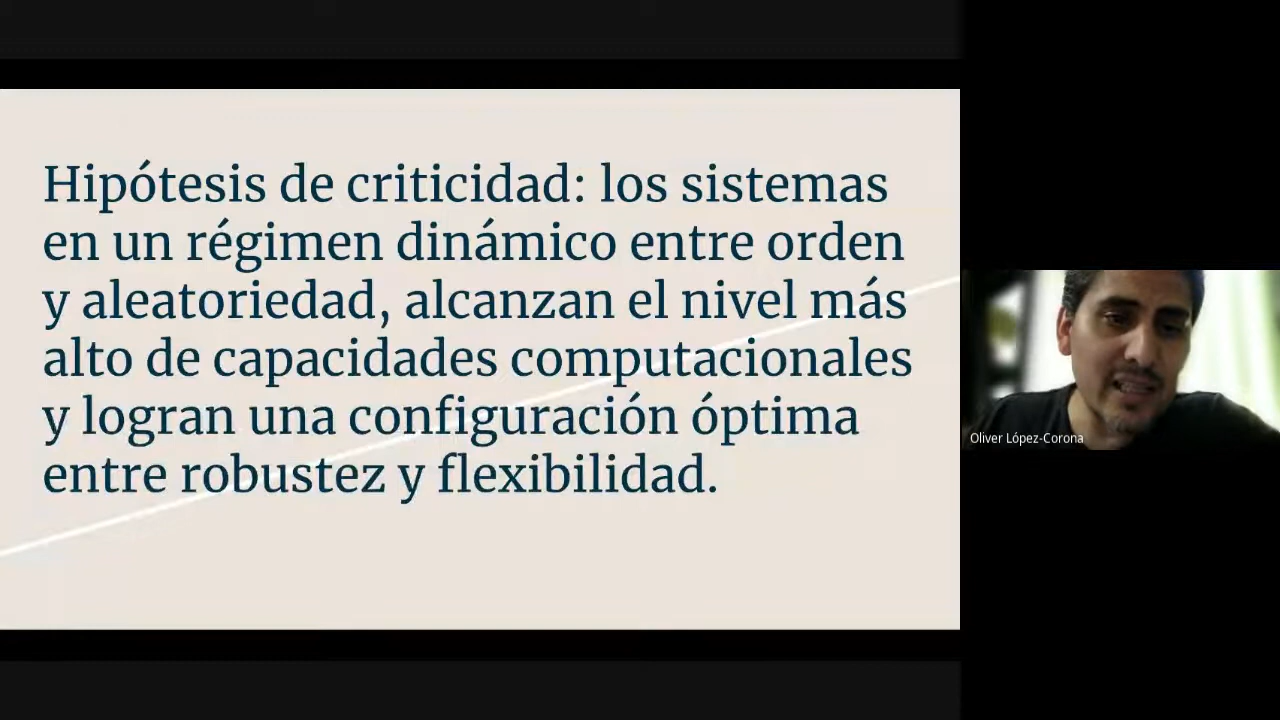 Hipótesis de criticidad: los sistemas
en un régimen dinámico entre orden
y aleatoriedad, alcanzan el nivel más
alto de capacidades computacionales
y logran una configuración óptima
entre robustez y flexibilidad.
Oliver López-Corona